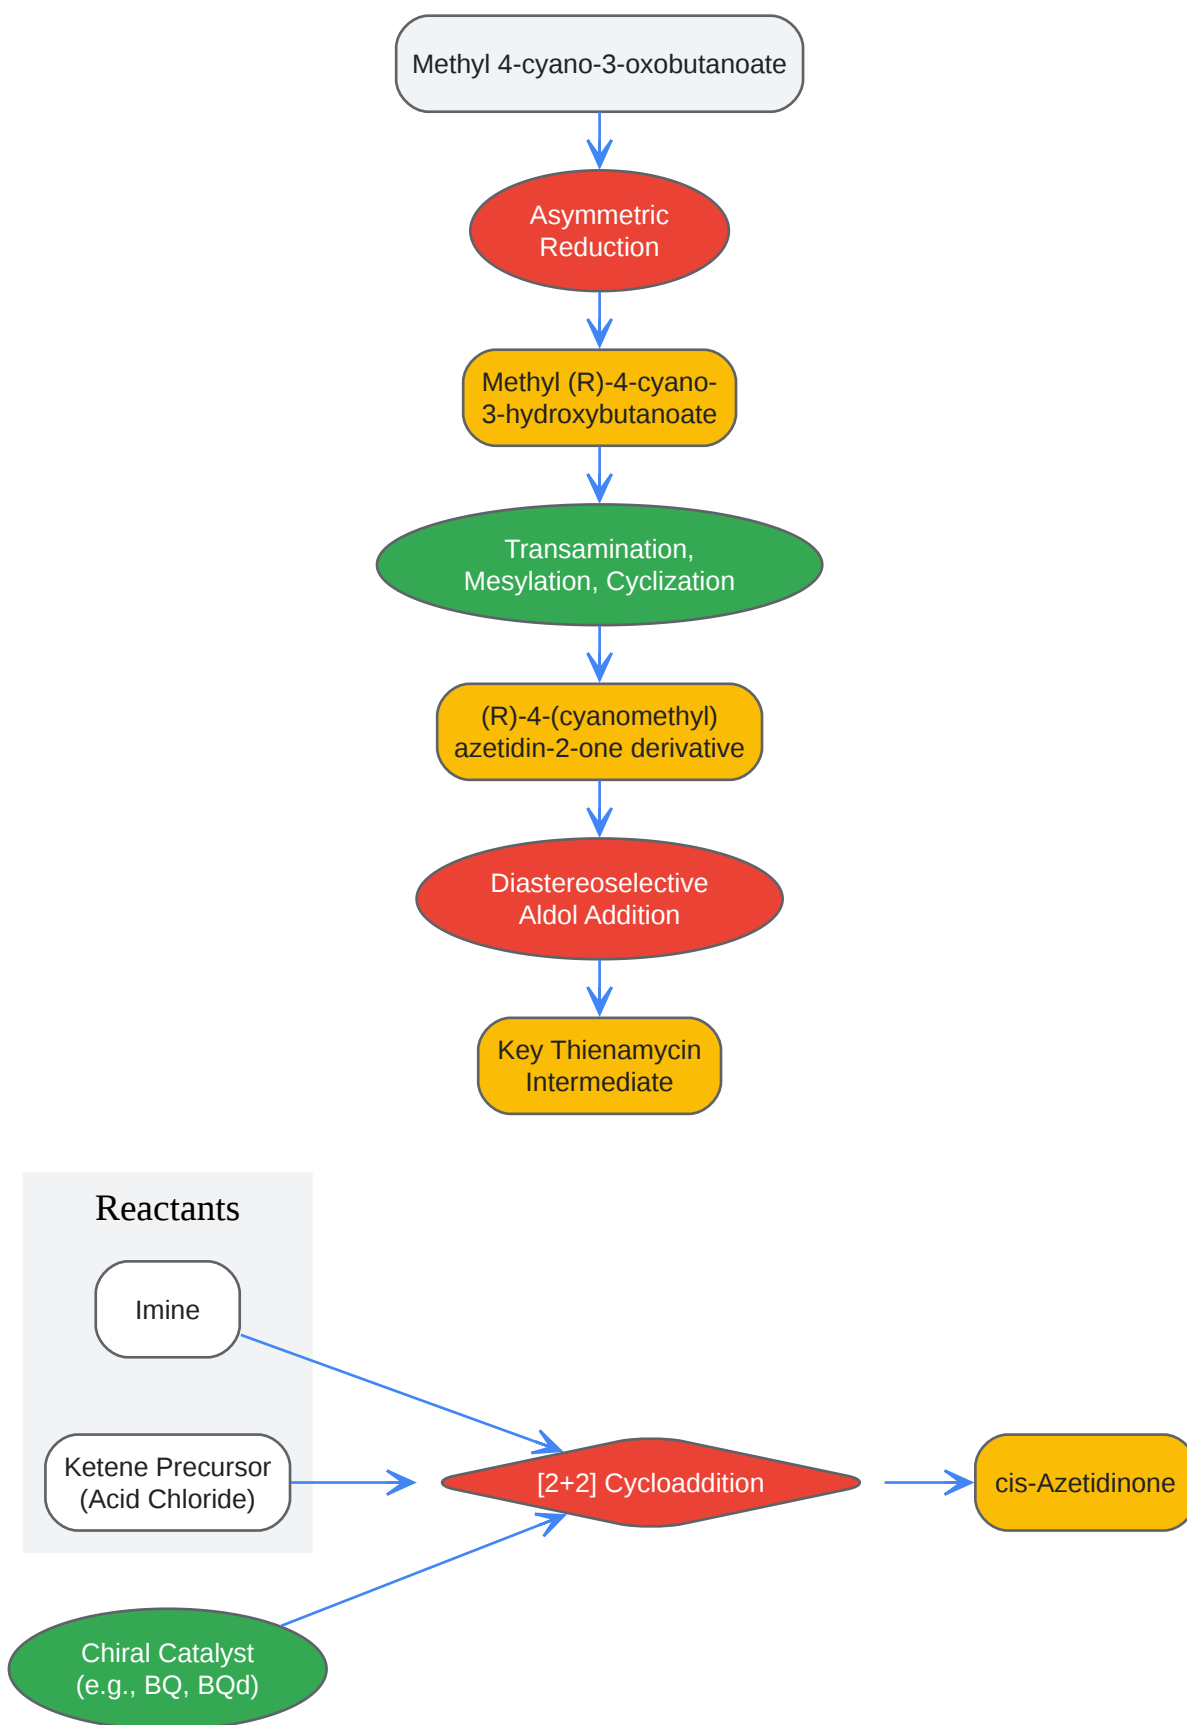 Methyl 4-cyano-3-oxobutanoate
Asymmetric
Reduction
Methyl (R)-4-cyano-
3-hydroxybutanoate
Transamination,
Mesylation, Cyclization
(R)-4-(cyanomethyl)
azetidin-2-one derivative
Diastereoselective
Aldol Addition
Key Thienamycin
Intermediate
Reactants
Imine
Ketene Precursor
(Acid Chloride)
[2+2] Cycloaddition
cis-Azetidinone
Chiral Catalyst
(e.g., BQ, BQd)